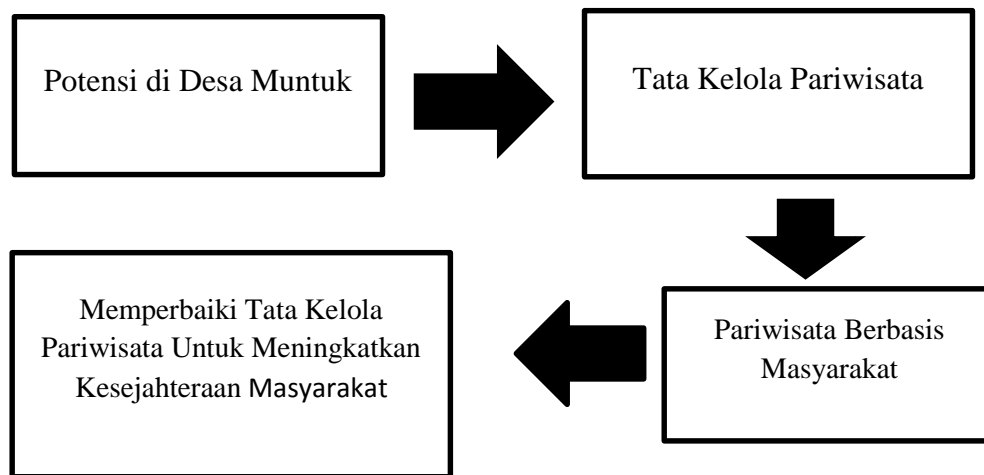 Potensi di Desa Muntuk
Tata Kelola Pariwisata
Pariwisata Berbasis
Masyarakat
Memperbaiki Tata Kelola
Pariwisata Untuk Meningkatkan
Kesejahteraan Masyarakat